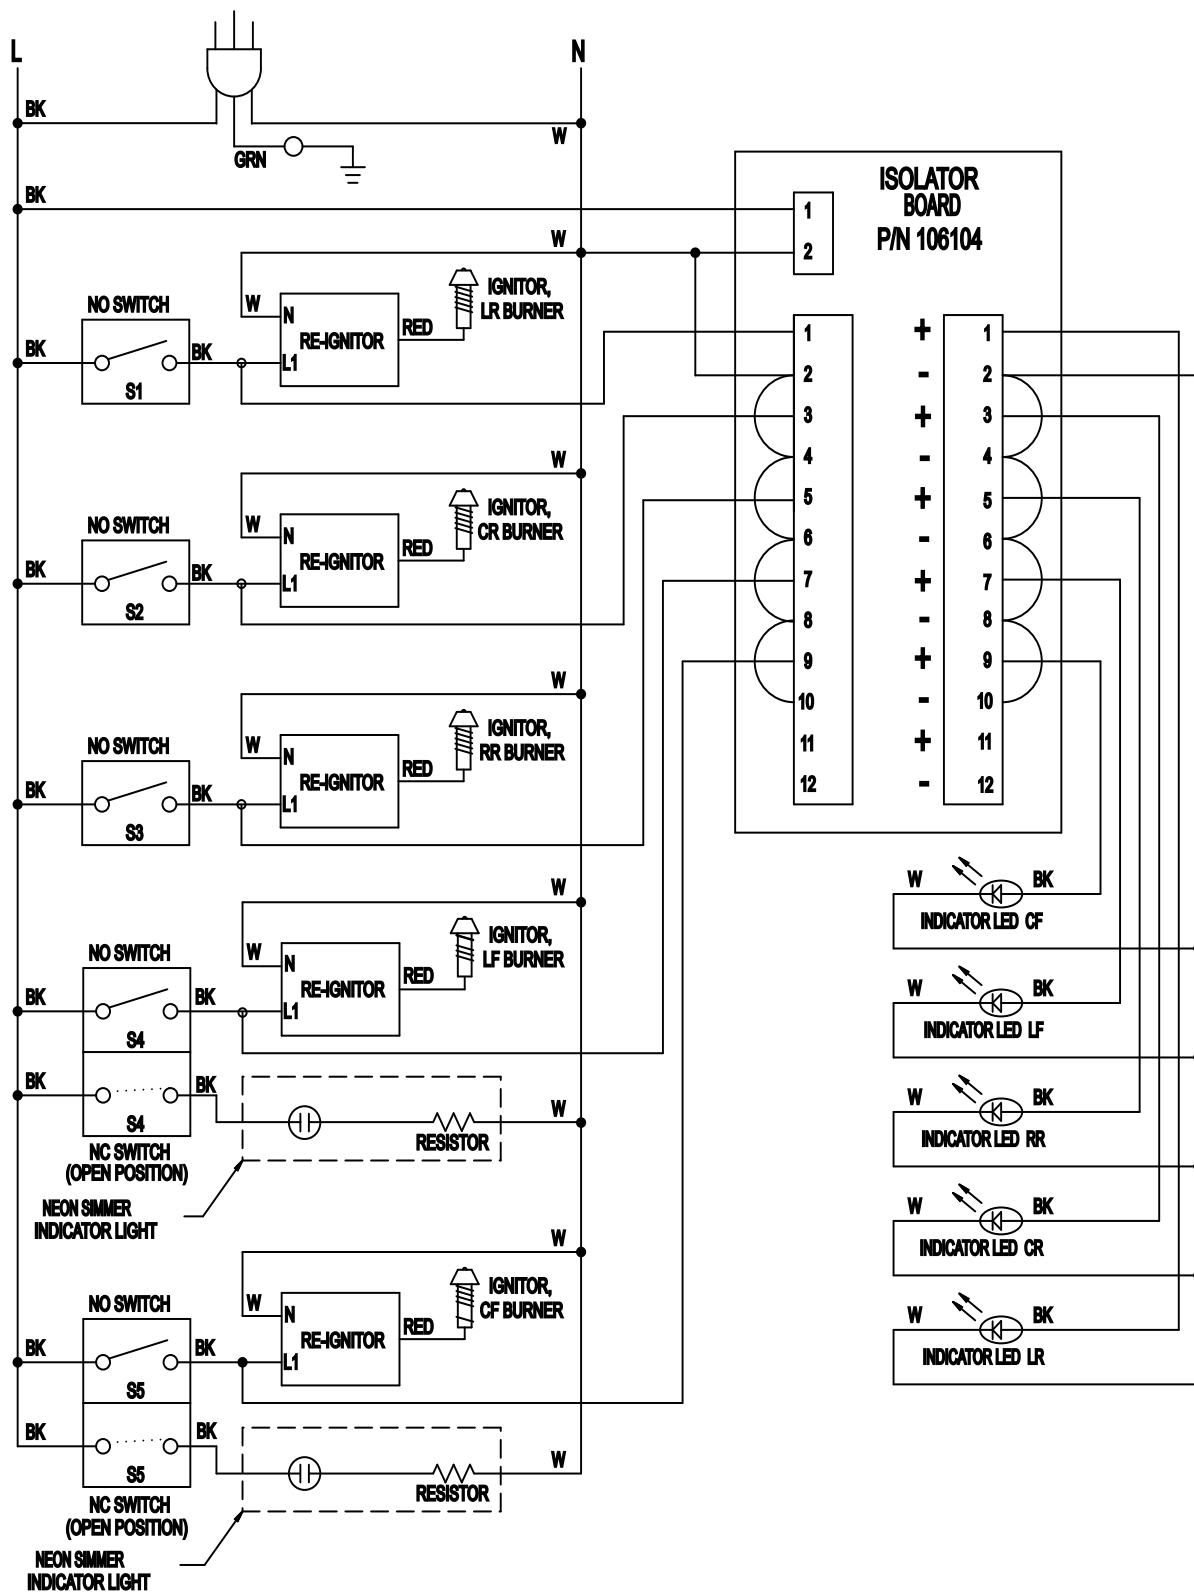 L
N
BK
W
GRN
BK
ISOLATOR
BOARD
P/N 106104
1
2
W
NO SWITCH
BK
S1
BK
W
N
L1
RE-IGNITOR
RED
IGNITOR,
LR BURNER
NO SWITCH
BK
S2
BK
W
W
N
L1
RE-IGNITOR
RED
IGNITOR,
CR BURNER
NO SWITCH
BK
S3
BK
W
W
N
L1
RE-IGNITOR
RED
IGNITOR,
RR BURNER
1 + 1
2 - 2
3 + 3
4 - 4
5 + 5
6 - 6
7 + 7
8 - 8
9 + 9
10 - 10
11 + 11
12 - 12
NO SWITCH
BK
S4
BK
W
W
N
L1
RE-IGNITOR
RED
IGNITOR,
LF BURNER
BK
S4
BK
NC SWITCH
(OPEN POSITION)
W
RESISTOR
NEON SIMMER
INDICATOR LIGHT
NO SWITCH
BK
S5
BK
W
W
N
L1
RE-IGNITOR
RED
IGNITOR,
CF BURNER
BK
S5
BK
NC SWITCH
(OPEN POSITION)
W
RESISTOR
NEON SIMMER
INDICATOR LIGHT
W BK
INDICATOR LED CF
W BK
INDICATOR LED LF
W BK
INDICATOR LED RR
W BK
INDICATOR LED CR
W BK
INDICATOR LED LR